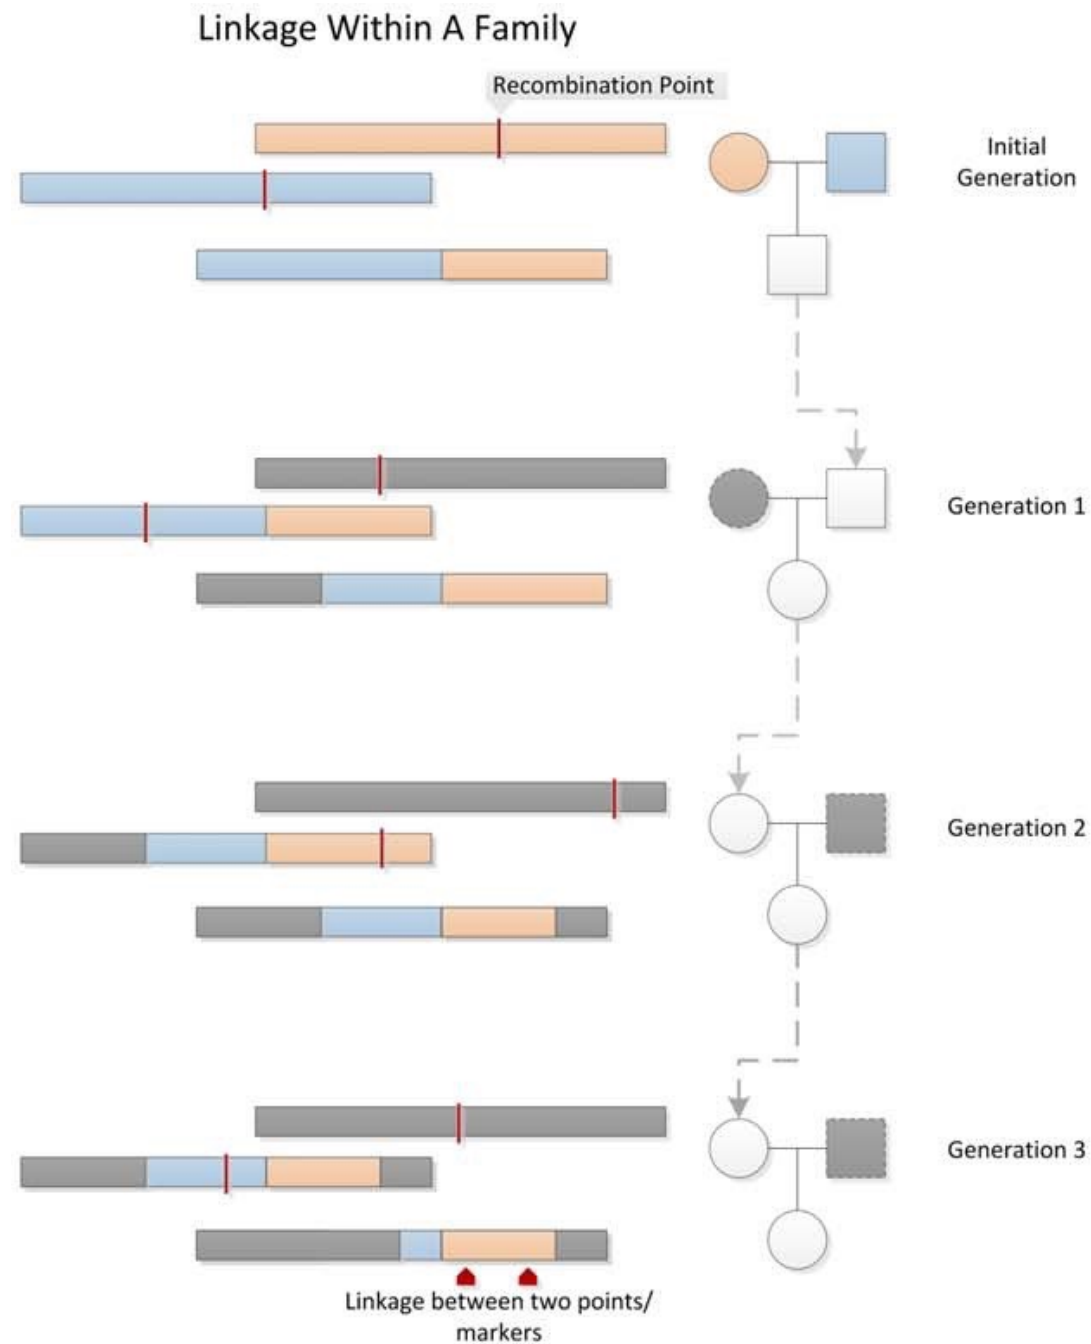 Linkage Within A Family
Recombination Point
Initial
Generation
Generation 1
Generation 2
Generation 3
Linkage between two points/
markers